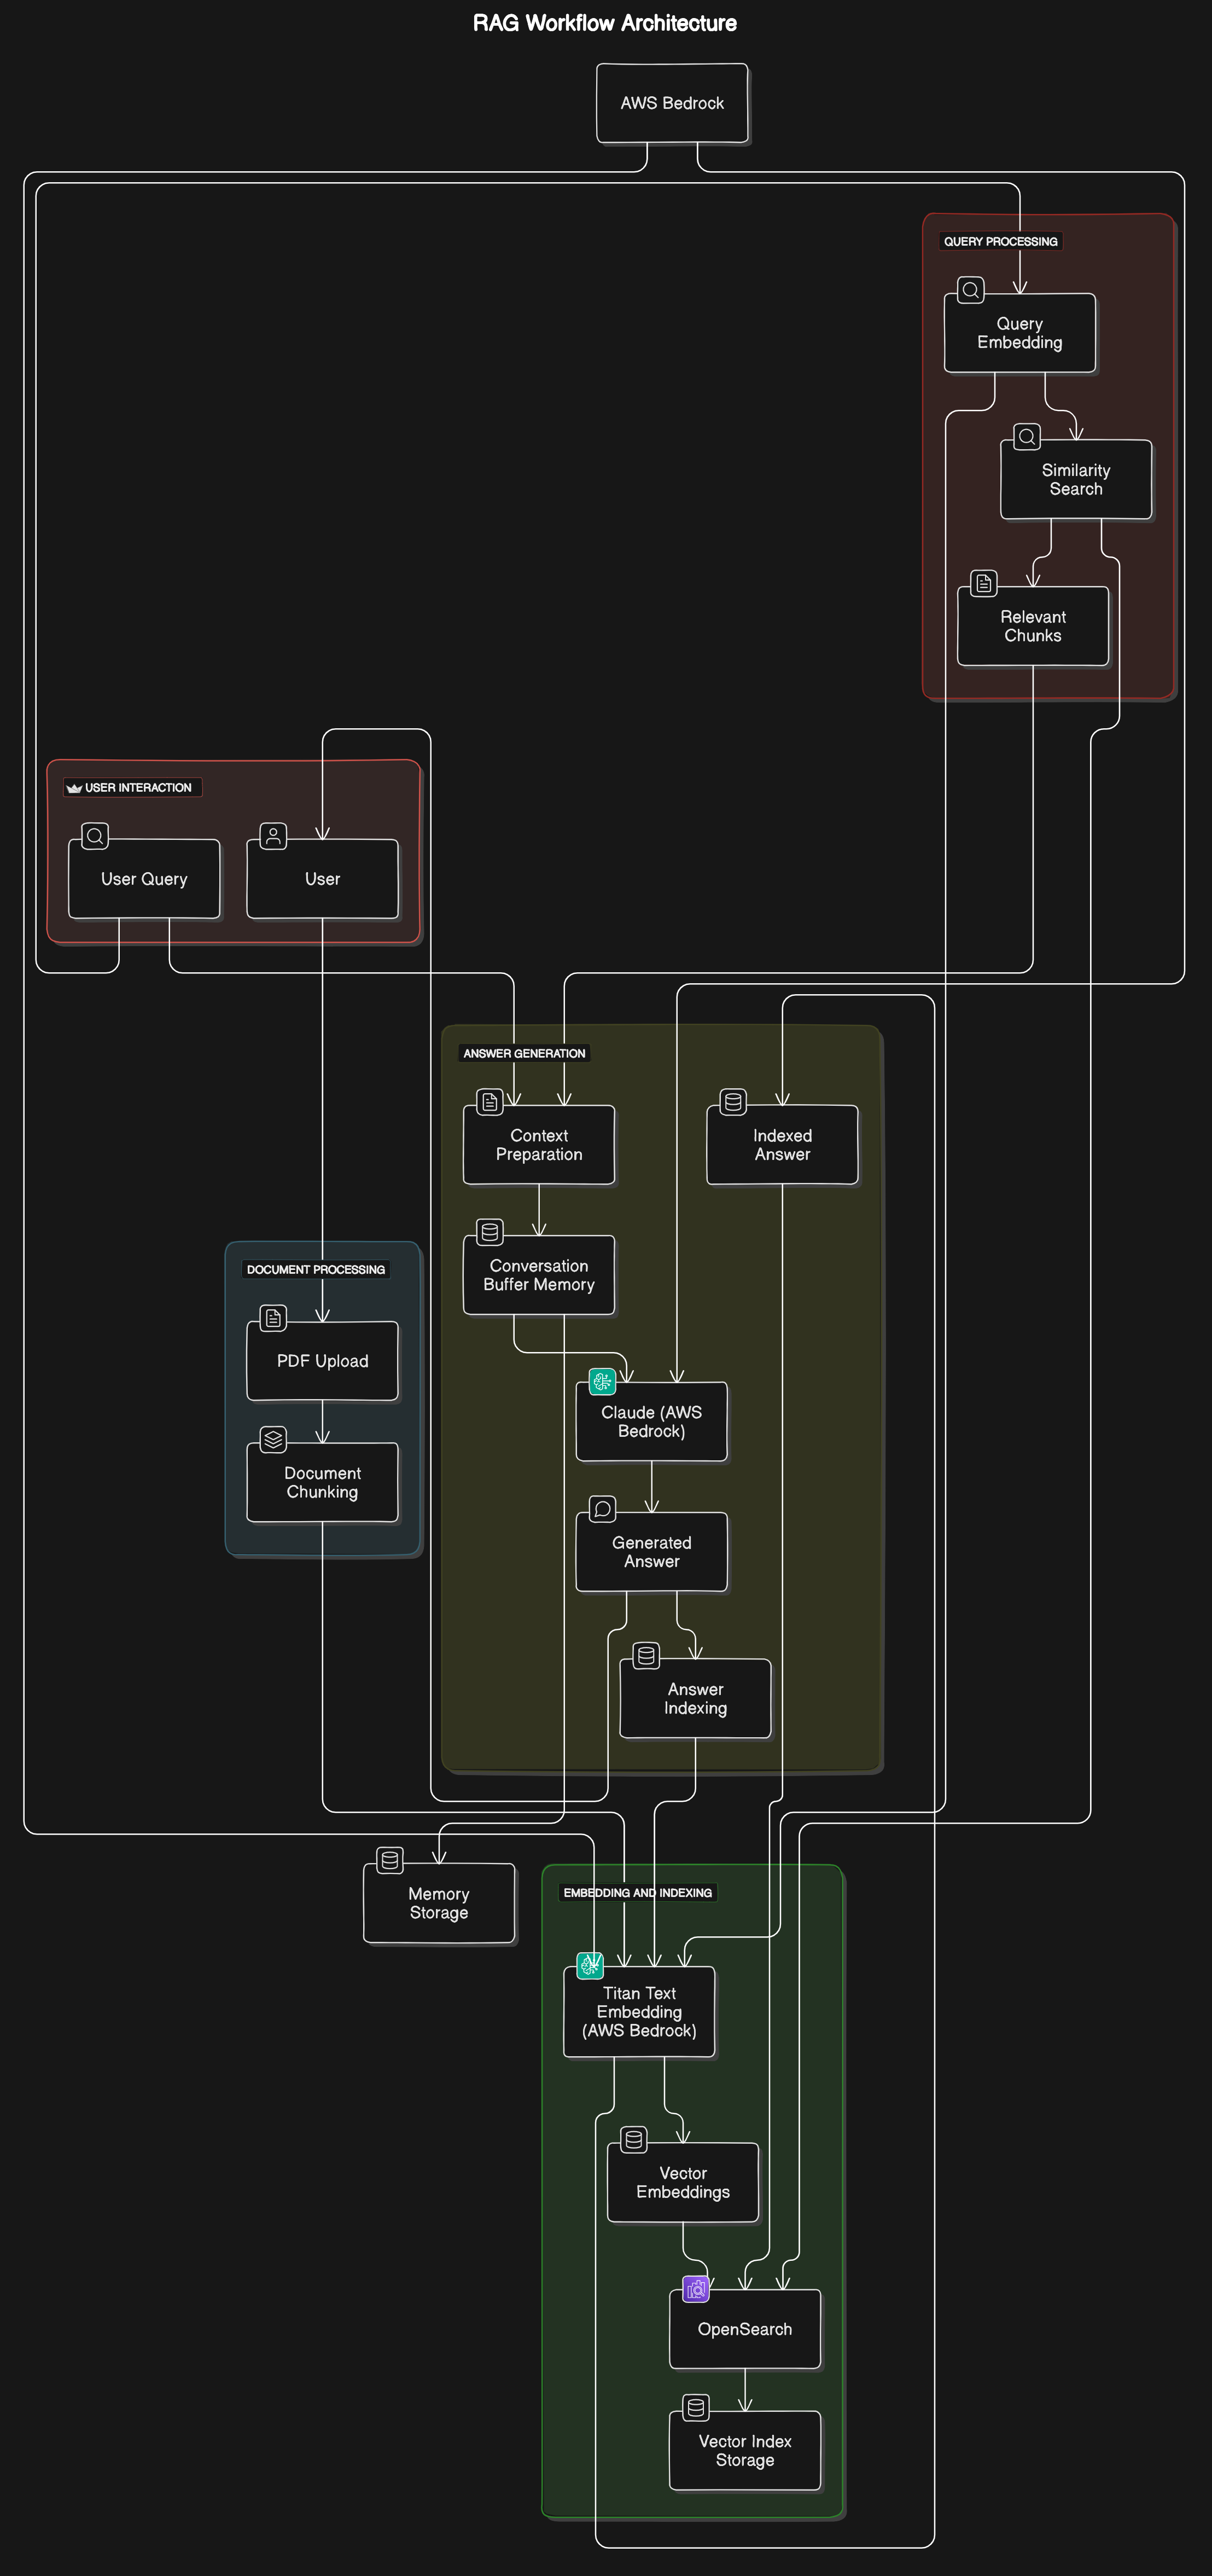 RAG Workflow Architecture
AWS Bedrock
QUERY PROCESSING
Query
Embedding
Similarity
Search
Relevant
Chunks
USER INTERACTION
User Query
User
ANSWER GENERATION
Context
Preparation
Indexed
Answer
Conversation
Buffer Memory
DOCUMENT PROCESSING
PDF Upload
Document
Chunking
Claude (AWS
Bedrock)
Generated
Answer
Answer
Indexing
Memory
Storage
EMBEDDING AND INDEXING
Titan Text
Embedding
(AWS Bedrock)
Vector
Embeddings
OpenSearch
Vector Index
Storage